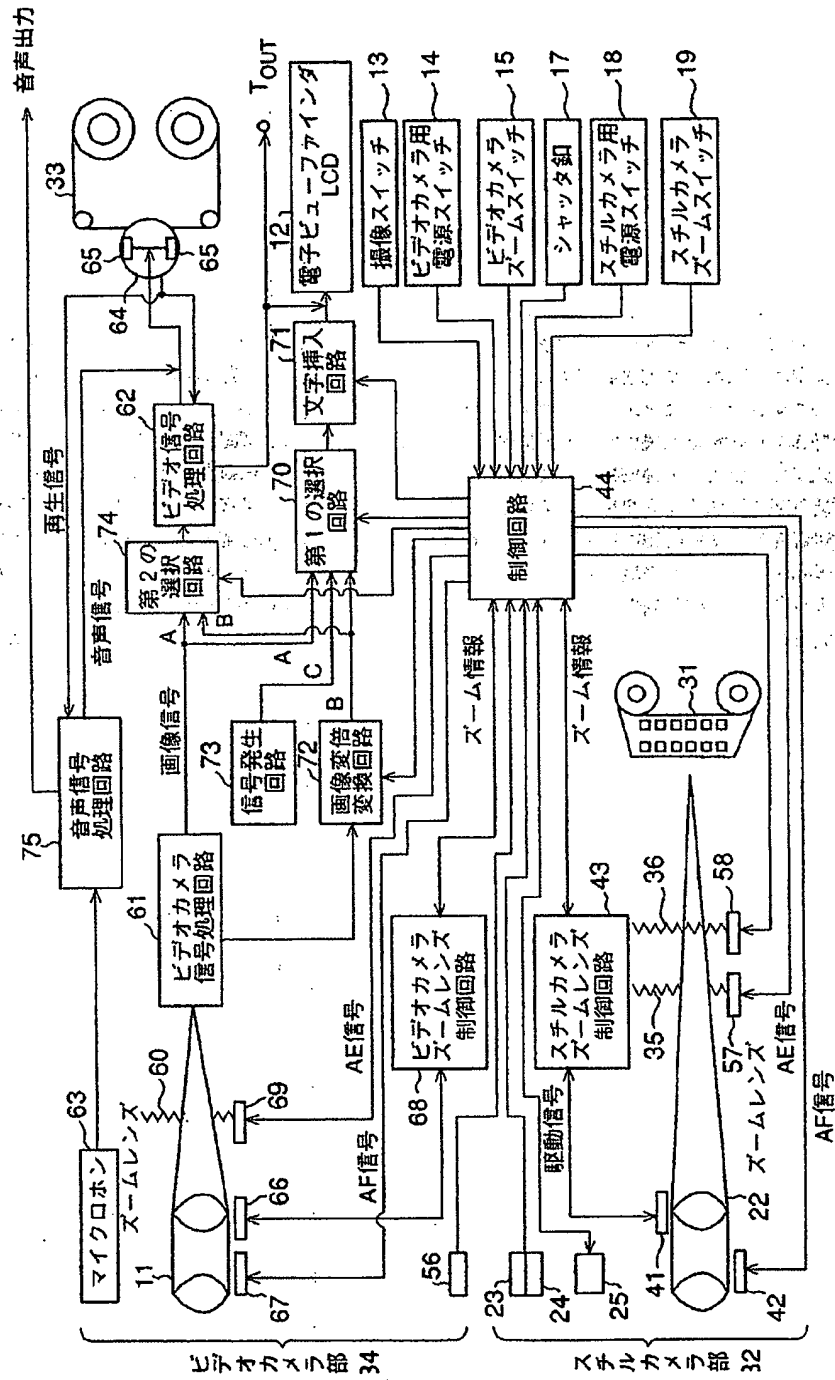 音声出力
33
65
65
64
再生信号
音声信号
75
音声信号
処理回路
62
ビデオ信号
処理回路
74
第2の
選択
回路
A
B
TOUT
12
電子ビューファインダ
LCD
71
文字挿入
回路
70
第1の選択
回路
A
C
B
画像信号
73
信号発生
回路
72
画像変倍
変換回路
61
ビデオカメラ
信号処理回路
63
マイクロホン
ズームレンズ
60
69
66
11
67
AE信号
AF信号
68
ビデオカメラ
ズームレンズ
制御回路
ズーム情報
ズーム情報
56
23
24
25
駆動信号
43
スチルカメラ
ズームレンズ
制御回路
44
制御回路
撮像スイッチ
13
ビデオカメラ用
電源スイッチ
14
ビデオカメラ
ズームスイッチ
15
シャッタ釦
17
スチルカメラ用
電源スイッチ
18
スチルカメラ
ズームスイッチ
19
31
36
35
58
57
ズームレンズ
AE信号
AF信号
22
41
42
ビデオカメラ部 34
スチルカメラ部 32